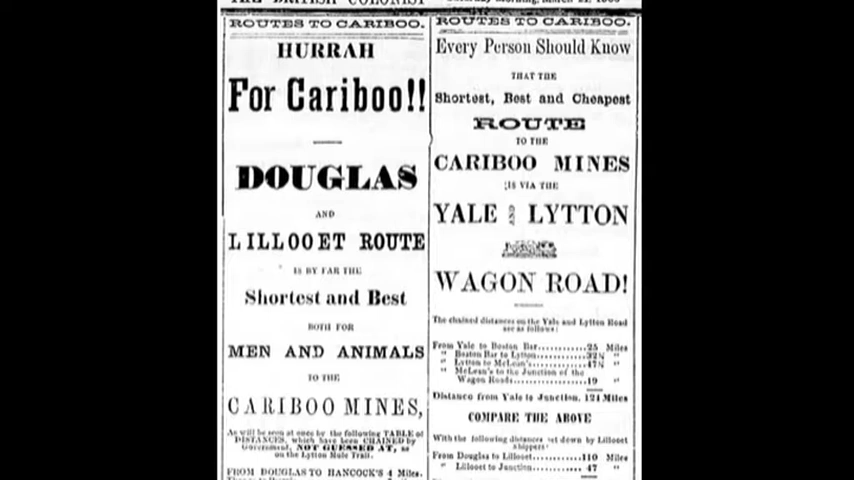 THE BRITISH COLONIST
ROUTES TO CARIBOO.
HURRAH
For Cariboo!!
DOUGLAS
AND
LILLOOET ROUTE
IS BY FAR THE
Shortest and Best
BOTH FOR
MEN AND ANIMALS
TO THE
CARIBOO MINES,
As will be seen at once by the following TABLE of
DISTANCES, which have been CHAINED by
Government, NOT GUESSED AT, as
on the Lytton Mule Trail.
FROM DOUGLAS TO HANCOCK'S 4 Miles.
ROUTES TO CARIBOO.
Every Person Should Know
THAT THE
Shortest, Best and Cheapest
ROUTE
TO THE
CARIBOO MINES
IS VIA THE
YALE AND LYTTON
WAGON ROAD!
The chained distances on the Yale and Lytton Road
are as follows:
From Yale to Boston Bar............25 Miles
" Boston Bar to Lytton............32¼ "
" Lytton to McLean's............47¾ "
" McLean's to the Junction of the
Wagon Roads............19 "
Distance from Yale to Junction. 124 Miles
COMPARE THE ABOVE
With the following distances set down by Lillooet
shippers:
From Douglas to Lillooet............110 Miles
" Lillooet to Junction............47 "